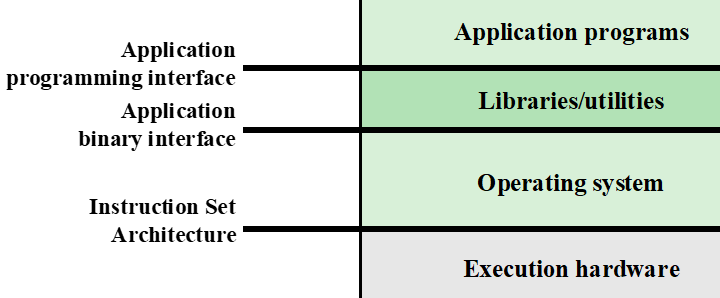 Application programs
Application
programming interface
Libraries/utilities
Application
binary interface
Operating system
Instruction Set
Architecture
Execution hardware